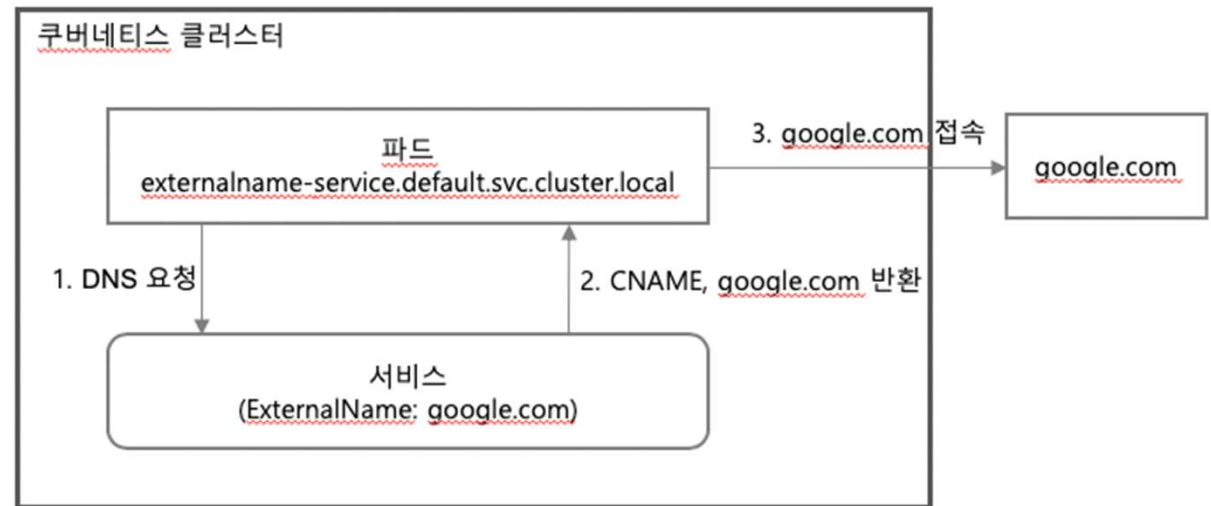 쿠버네티스 클러스터
파드
externalname-service.default.svc.cluster.local
3. google.com 접속
google.com
1. DNS 요청
2. CNAME, google.com 반환
서비스
(ExternalName: google.com)